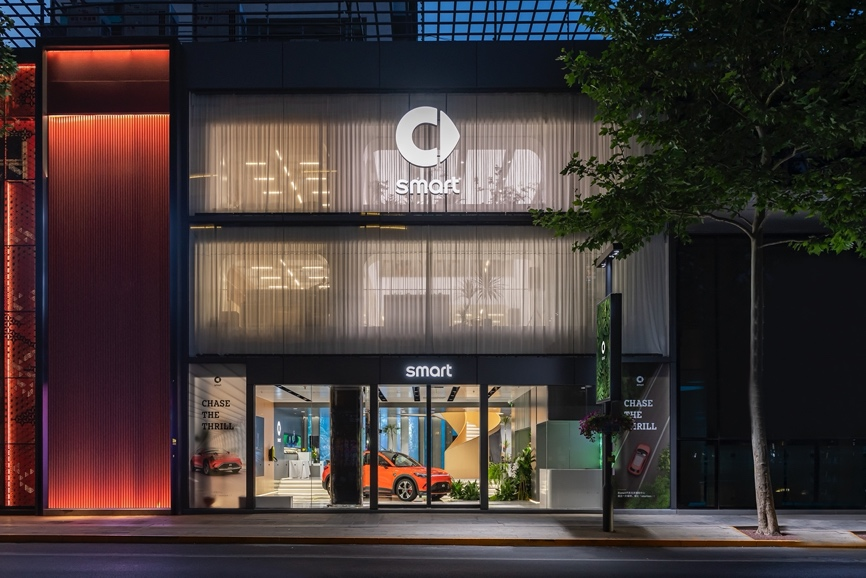 smart
smart
CHASE
THE
THRILL
CHASE
THE
THRILL